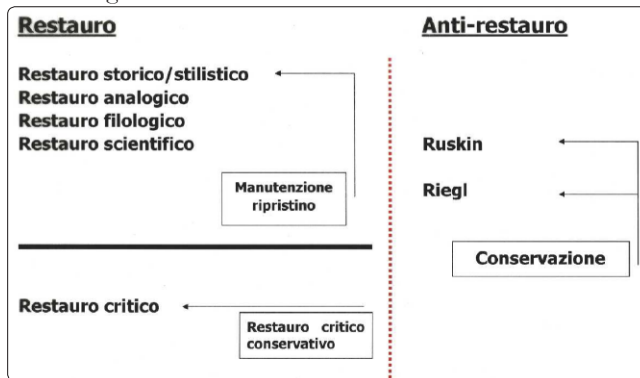 Restauro
Restauro storico/stilistico
Restauro analogico
Restauro filologico
Restauro scientifico
Manutenzione
ripristino
Restauro critico
Restauro critico
conservativo
Anti-restauro
Ruskin
Riegl
Conservazione